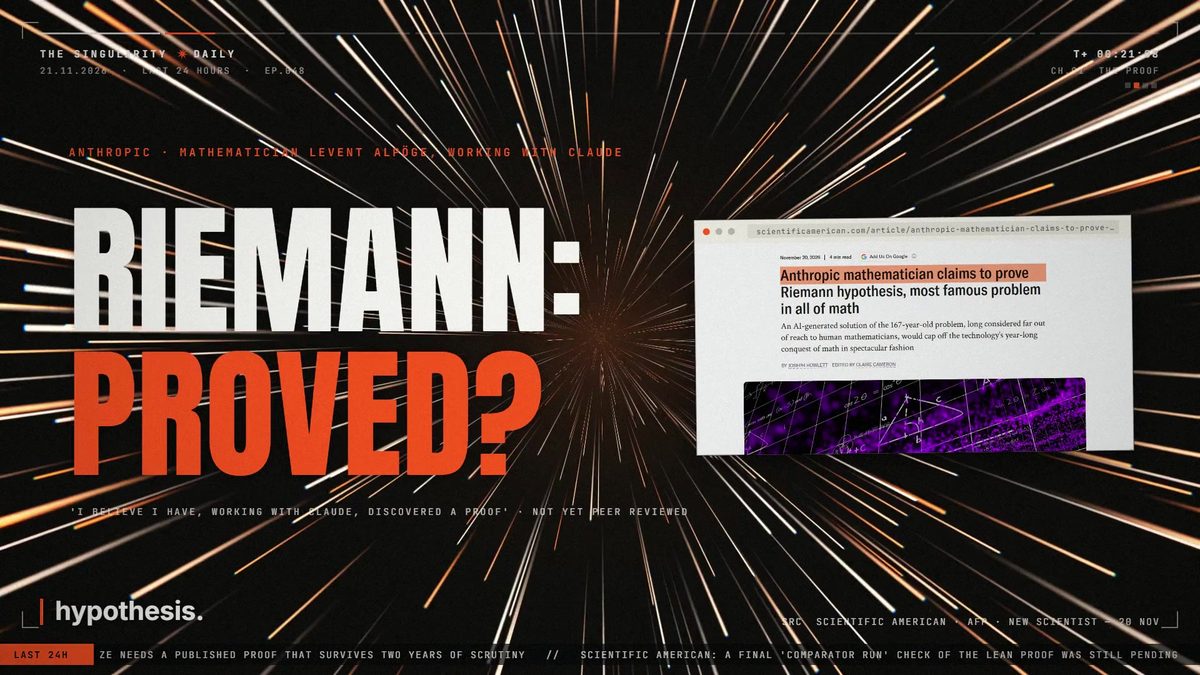 THE SINGULARITY ✴ DAILY
21.11.2026 · LAST 24 HOURS · EP.048
T+ 00:21:58
CH.01 THE PROOF
ANTHROPIC · MATHEMATICIAN LEVENT ALPÖGE, WORKING WITH CLAUDE
RIEMANN:
PROVED?
'I BELIEVE I HAVE, WORKING WITH CLAUDE, DISCOVERED A PROOF' · NOT YET PEER REVIEWED
scientificamerican.com/article/anthropic-mathematician-claims-to-prove-…
November 20, 2026 | 4 min read Add Us On Google
Anthropic mathematician claims to prove
Riemann hypothesis, most famous problem
in all of math
An AI-generated solution of the 167-year-old problem, long considered far out
of reach to human mathematicians, would cap off the technology's year-long
conquest of math in spectacular fashion
BY JOSEPH HOWLETT EDITED BY CLAIRE CAMERON
hypothesis.
SRC SCIENTIFIC AMERICAN · AFP · NEW SCIENTIST — 20 NOV
LAST 24H
ZE NEEDS A PUBLISHED PROOF THAT SURVIVES TWO YEARS OF SCRUTINY // SCIENTIFIC AMERICAN: A FINAL 'COMPARATOR RUN' CHECK OF THE LEAN PROOF WAS STILL PENDING